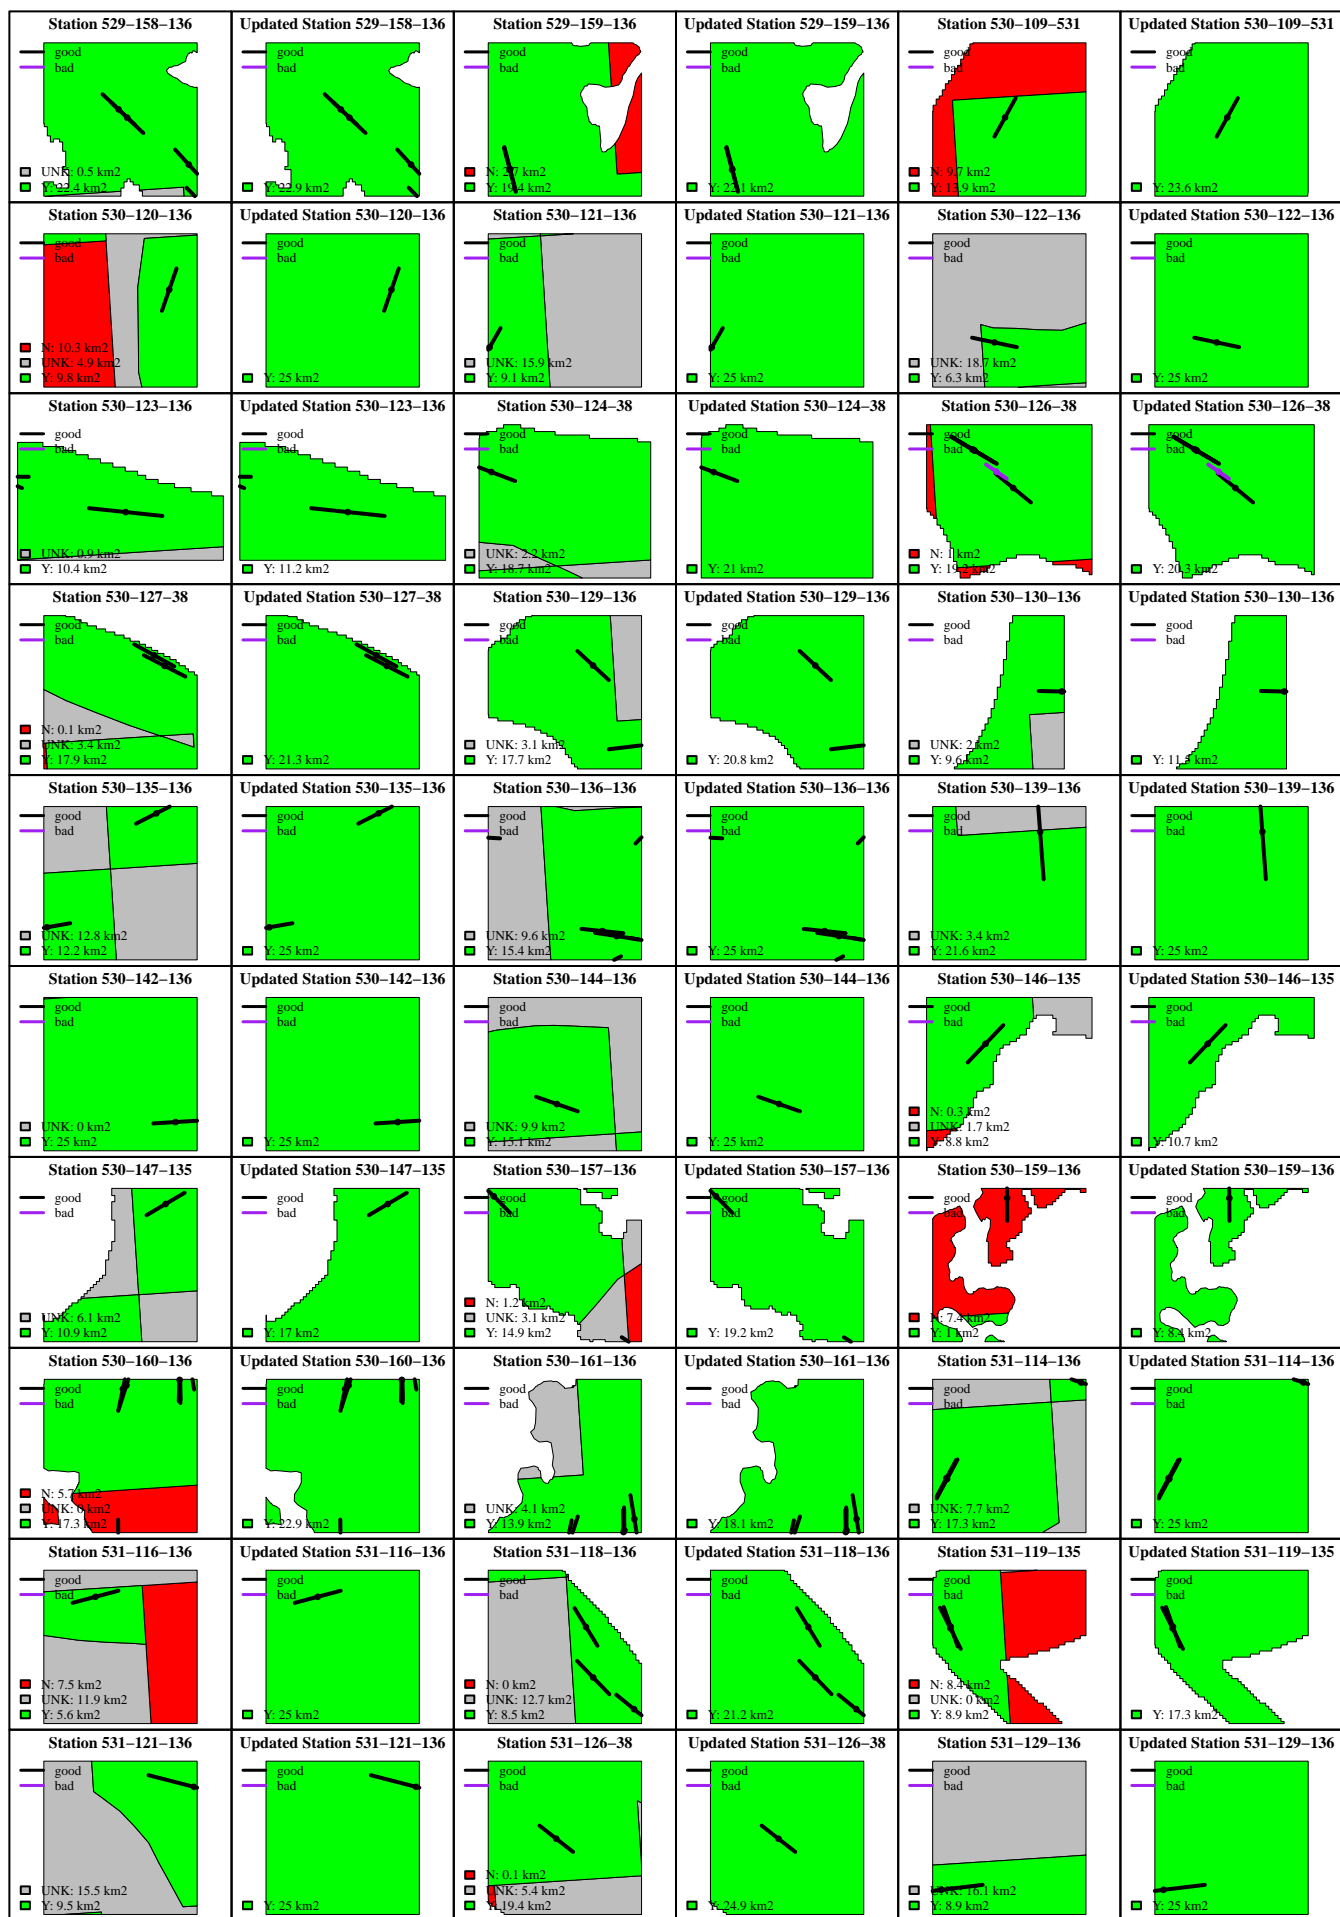 Station 529−158−136
good
bad
UNK: 0.5 km2
Y: 22.4 km2
Updated Station 529−158−136
good
bad
Y: 22.9 km2
Station 529−159−136
good
bad
N: 2.7 km2
Y: 19.4 km2
Updated Station 529−159−136
good
bad
Y: 22.1 km2
Station 530−109−531
good
bad
N: 9.7 km2
Y: 13.9 km2
Updated Station 530−109−531
good
bad
Y: 23.6 km2
Station 530−120−136
good
bad
N: 10.3 km2
UNK: 4.9 km2
Y: 9.8 km2
Updated Station 530−120−136
good
bad
Y: 25 km2
Station 530−121−136
good
bad
UNK: 15.9 km2
Y: 9.1 km2
Updated Station 530−121−136
good
bad
Y: 25 km2
Station 530−122−136
good
bad
UNK: 18.7 km2
Y: 6.3 km2
Updated Station 530−122−136
good
bad
Y: 25 km2
Station 530−123−136
good
bad
UNK: 0.9 km2
Y: 10.4 km2
Updated Station 530−123−136
good
bad
Y: 11.2 km2
Station 530−124−38
good
bad
UNK: 2.2 km2
Y: 18.7 km2
Updated Station 530−124−38
good
bad
Y: 21 km2
Station 530−126−38
good
bad
N: 1 km2
Y: 19.2 km2
Updated Station 530−126−38
good
bad
Y: 20.3 km2
Station 530−127−38
good
bad
N: 0.1 km2
UNK: 3.4 km2
Y: 17.9 km2
Updated Station 530−127−38
good
bad
Y: 21.3 km2
Station 530−129−136
good
bad
UNK: 3.1 km2
Y: 17.7 km2
Updated Station 530−129−136
good
bad
Y: 20.8 km2
Station 530−130−136
good
bad
UNK: 2 km2
Y: 9.6 km2
Updated Station 530−130−136
good
bad
Y: 11.5 km2
Station 530−135−136
good
bad
UNK: 12.8 km2
Y: 12.2 km2
Updated Station 530−135−136
good
bad
Y: 25 km2
Station 530−136−136
good
bad
UNK: 9.6 km2
Y: 15.4 km2
Updated Station 530−136−136
good
bad
Y: 25 km2
Station 530−139−136
good
bad
UNK: 3.4 km2
Y: 21.6 km2
Updated Station 530−139−136
good
bad
Y: 25 km2
Station 530−142−136
good
bad
UNK: 0 km2
Y: 25 km2
Updated Station 530−142−136
good
bad
Y: 25 km2
Station 530−144−136
good
bad
UNK: 9.9 km2
Y: 15.1 km2
Updated Station 530−144−136
good
bad
Y: 25 km2
Station 530−146−135
good
bad
N: 0.3 km2
UNK: 1.7 km2
Y: 8.8 km2
Updated Station 530−146−135
good
bad
Y: 10.7 km2
Station 530−147−135
good
bad
UNK: 6.1 km2
Y: 10.9 km2
Updated Station 530−147−135
good
bad
Y: 17 km2
Station 530−157−136
good
bad
N: 1.2 km2
UNK: 3.1 km2
Y: 14.9 km2
Updated Station 530−157−136
good
bad
Y: 19.2 km2
Station 530−159−136
good
bad
N: 7.4 km2
Y: 1 km2
Updated Station 530−159−136
good
bad
Y: 8.4 km2
Station 530−160−136
good
bad
N: 5.7 km2
UNK: 0 km2
Y: 17.3 km2
Updated Station 530−160−136
good
bad
Y: 22.9 km2
Station 530−161−136
good
bad
UNK: 4.1 km2
Y: 13.9 km2
Updated Station 530−161−136
good
bad
Y: 18.1 km2
Station 531−114−136
good
bad
UNK: 7.7 km2
Y: 17.3 km2
Updated Station 531−114−136
good
bad
Y: 25 km2
Station 531−116−136
good
bad
N: 7.5 km2
UNK: 11.9 km2
Y: 5.6 km2
Updated Station 531−116−136
good
bad
Y: 25 km2
Station 531−118−136
good
bad
N: 0 km2
UNK: 12.7 km2
Y: 8.5 km2
Updated Station 531−118−136
good
bad
Y: 21.2 km2
Station 531−119−135
good
bad
N: 8.4 km2
UNK: 0 km2
Y: 8.9 km2
Updated Station 531−119−135
good
bad
Y: 17.3 km2
Station 531−121−136
good
bad
UNK: 15.5 km2
Y: 9.5 km2
Updated Station 531−121−136
good
bad
Y: 25 km2
Station 531−126−38
good
bad
N: 0.1 km2
UNK: 5.4 km2
Y: 19.4 km2
Updated Station 531−126−38
good
bad
Y: 24.9 km2
Station 531−129−136
good
bad
UNK: 16.1 km2
Y: 8.9 km2
Updated Station 531−129−136
good
bad
Y: 25 km2